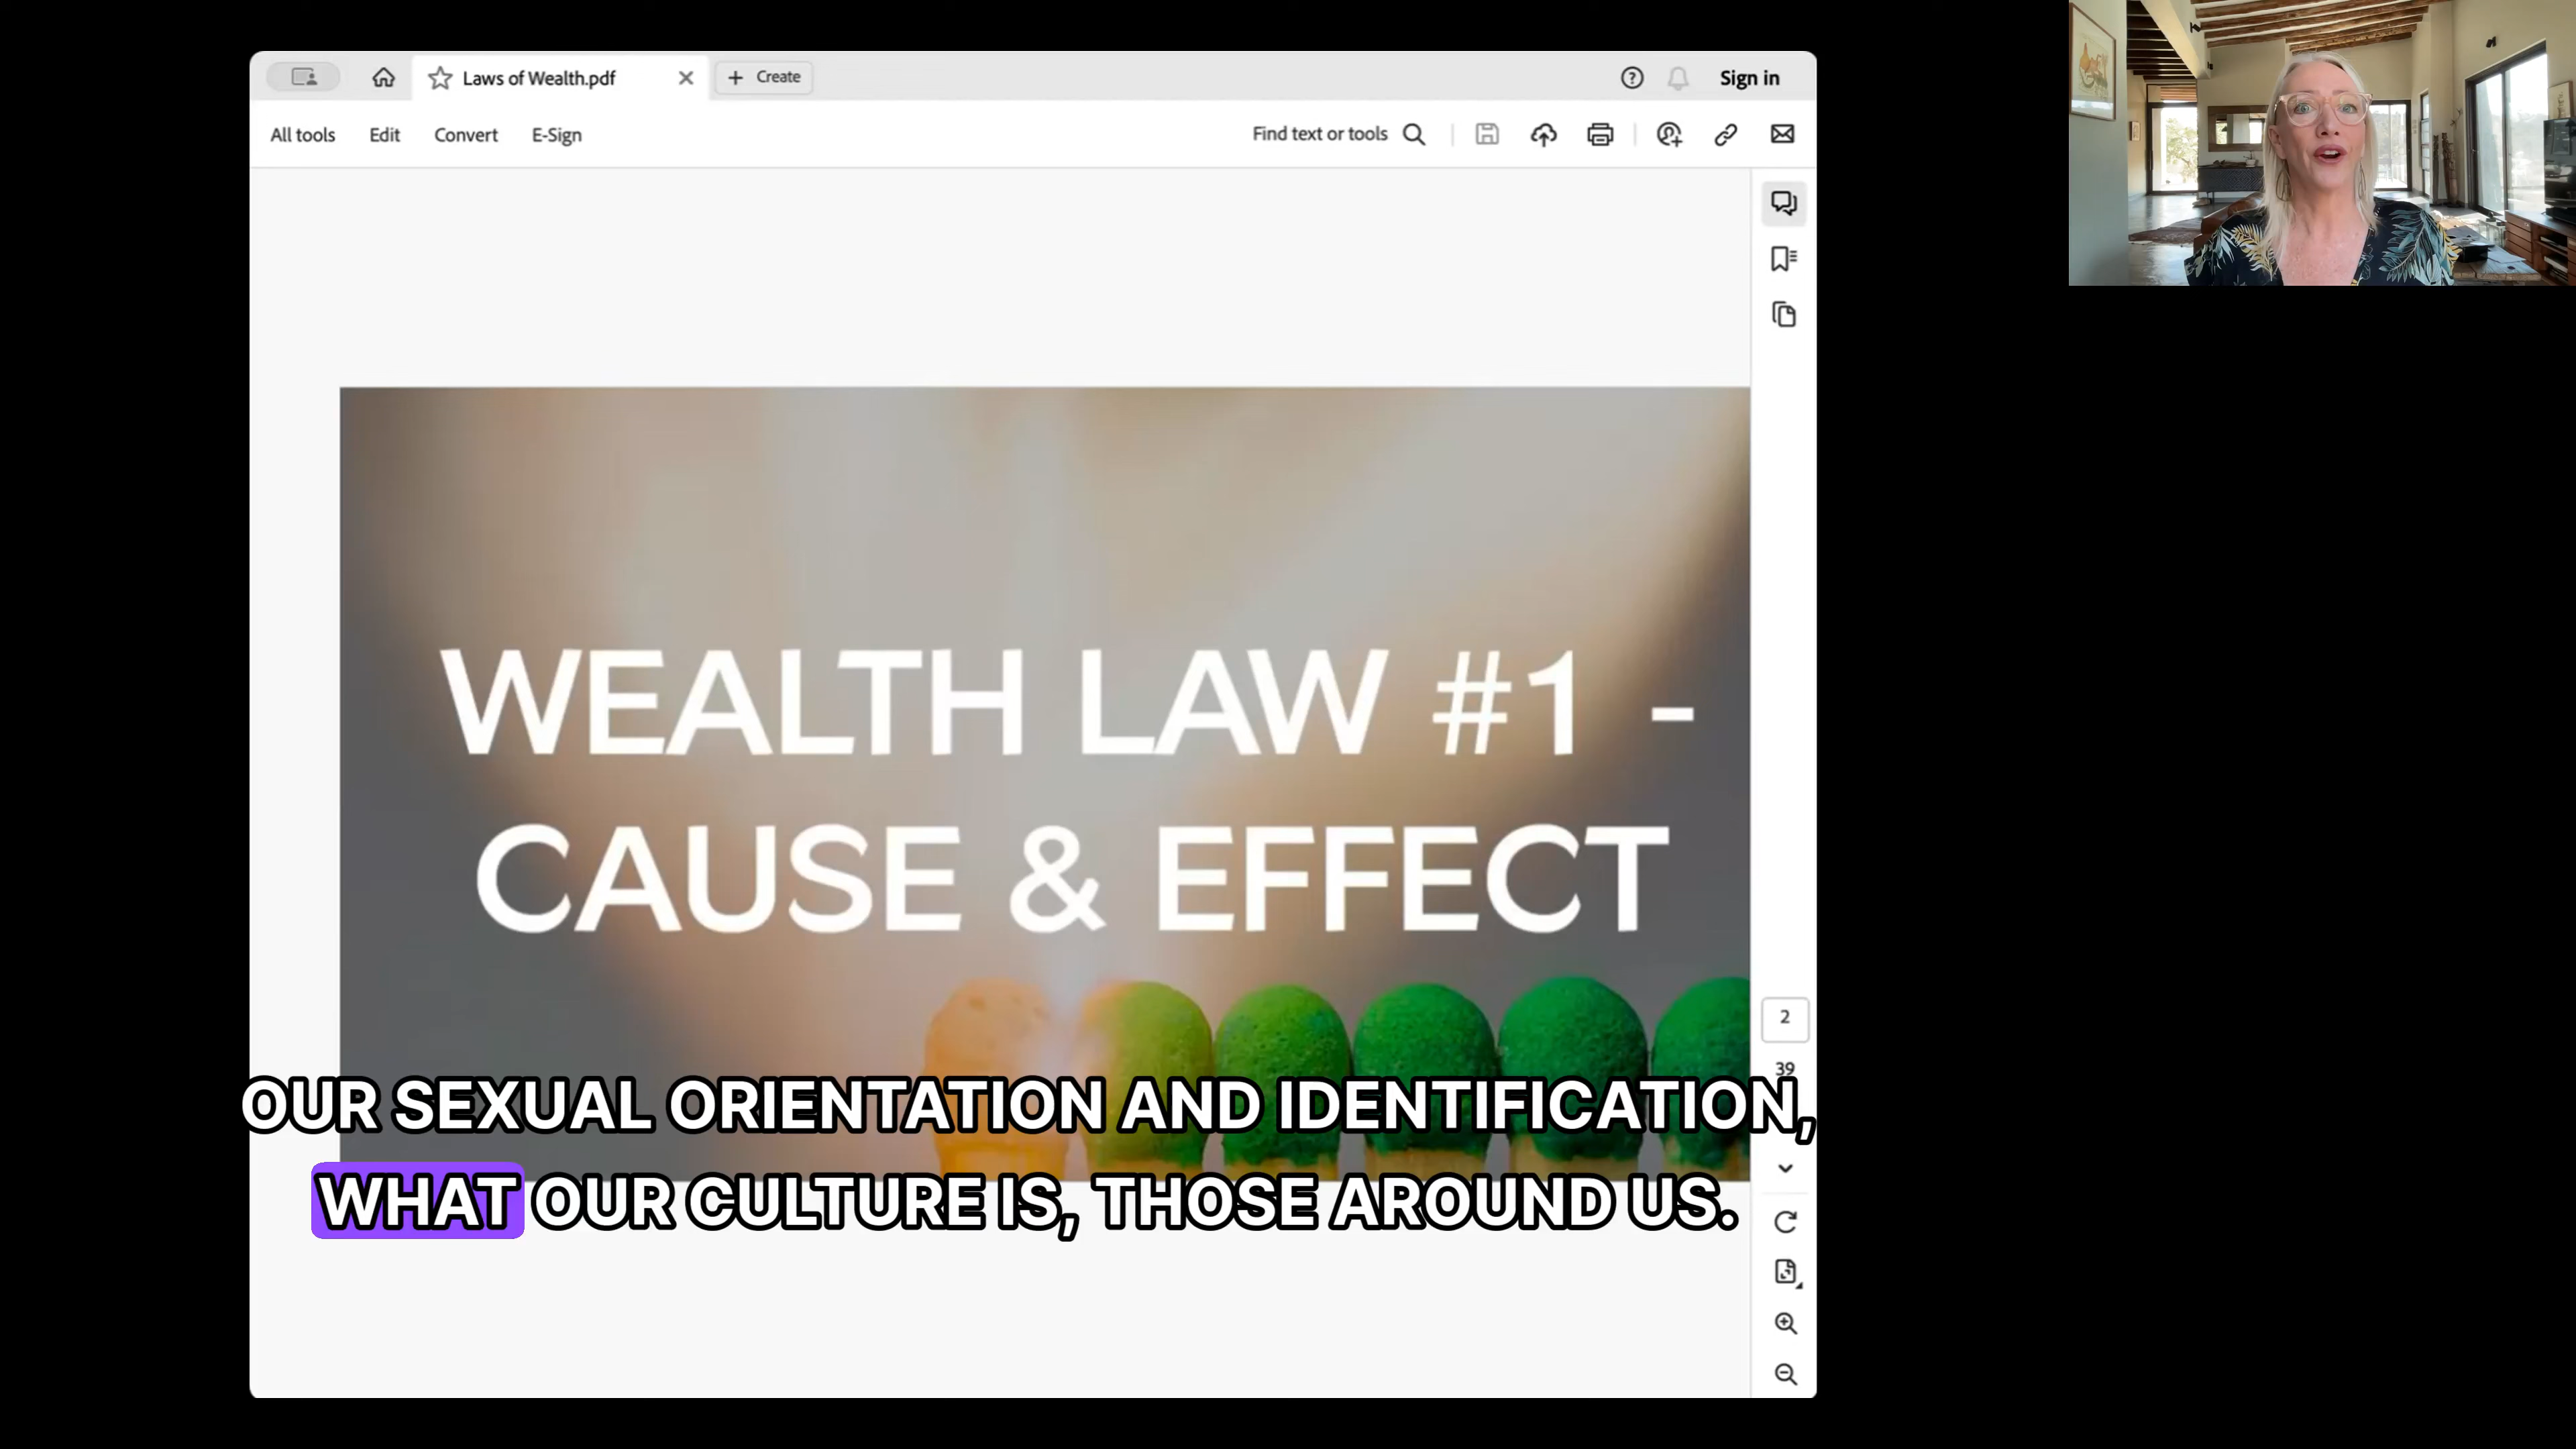 Laws of Wealth.pdf
Create
Sign in
All tools
Edit
Convert
E-Sign
Find text or tools
WEALTH LAW #1 -
CAUSE & EFFECT
2
39
OUR SEXUAL ORIENTATION AND IDENTIFICATION,
WHAT OUR CULTURE IS, THOSE AROUND US.